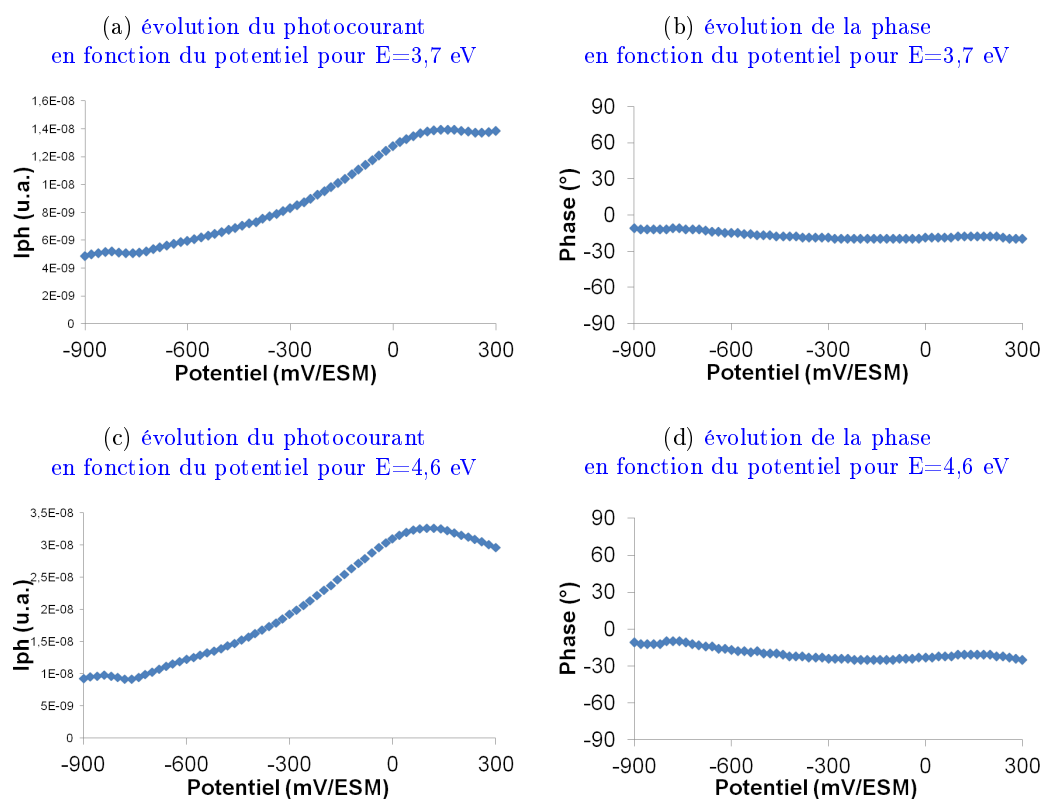 (a) évolution du photocourant
en fonction du potentiel pour E=3,7 eV
1,6E-08
1,4E-08
1,2E-08
1E-08
8E-09
6E-09
4E-09
2E-09
0
Iph (u.a.)
-900 -600 -300 0 300
Potentiel (mV/ESM)
(b) évolution de la phase
en fonction du potentiel pour E=3,7 eV
90
60
30
0
-30
-60
-90
Phase (°)
-900 -600 -300 0 300
Potentiel (mV/ESM)
(c) évolution du photocourant
en fonction du potentiel pour E=4,6 eV
3,5E-08
3E-08
2,5E-08
2E-08
1,5E-08
1E-08
5E-09
0
Iph (u.a.)
-900 -600 -300 0 300
Potentiel (mV/ESM)
(d) évolution de la phase
en fonction du potentiel pour E=4,6 eV
90
60
30
0
-30
-60
-90
Phase (°)
-900 -600 -300 0 300
Potentiel (mV/ESM)